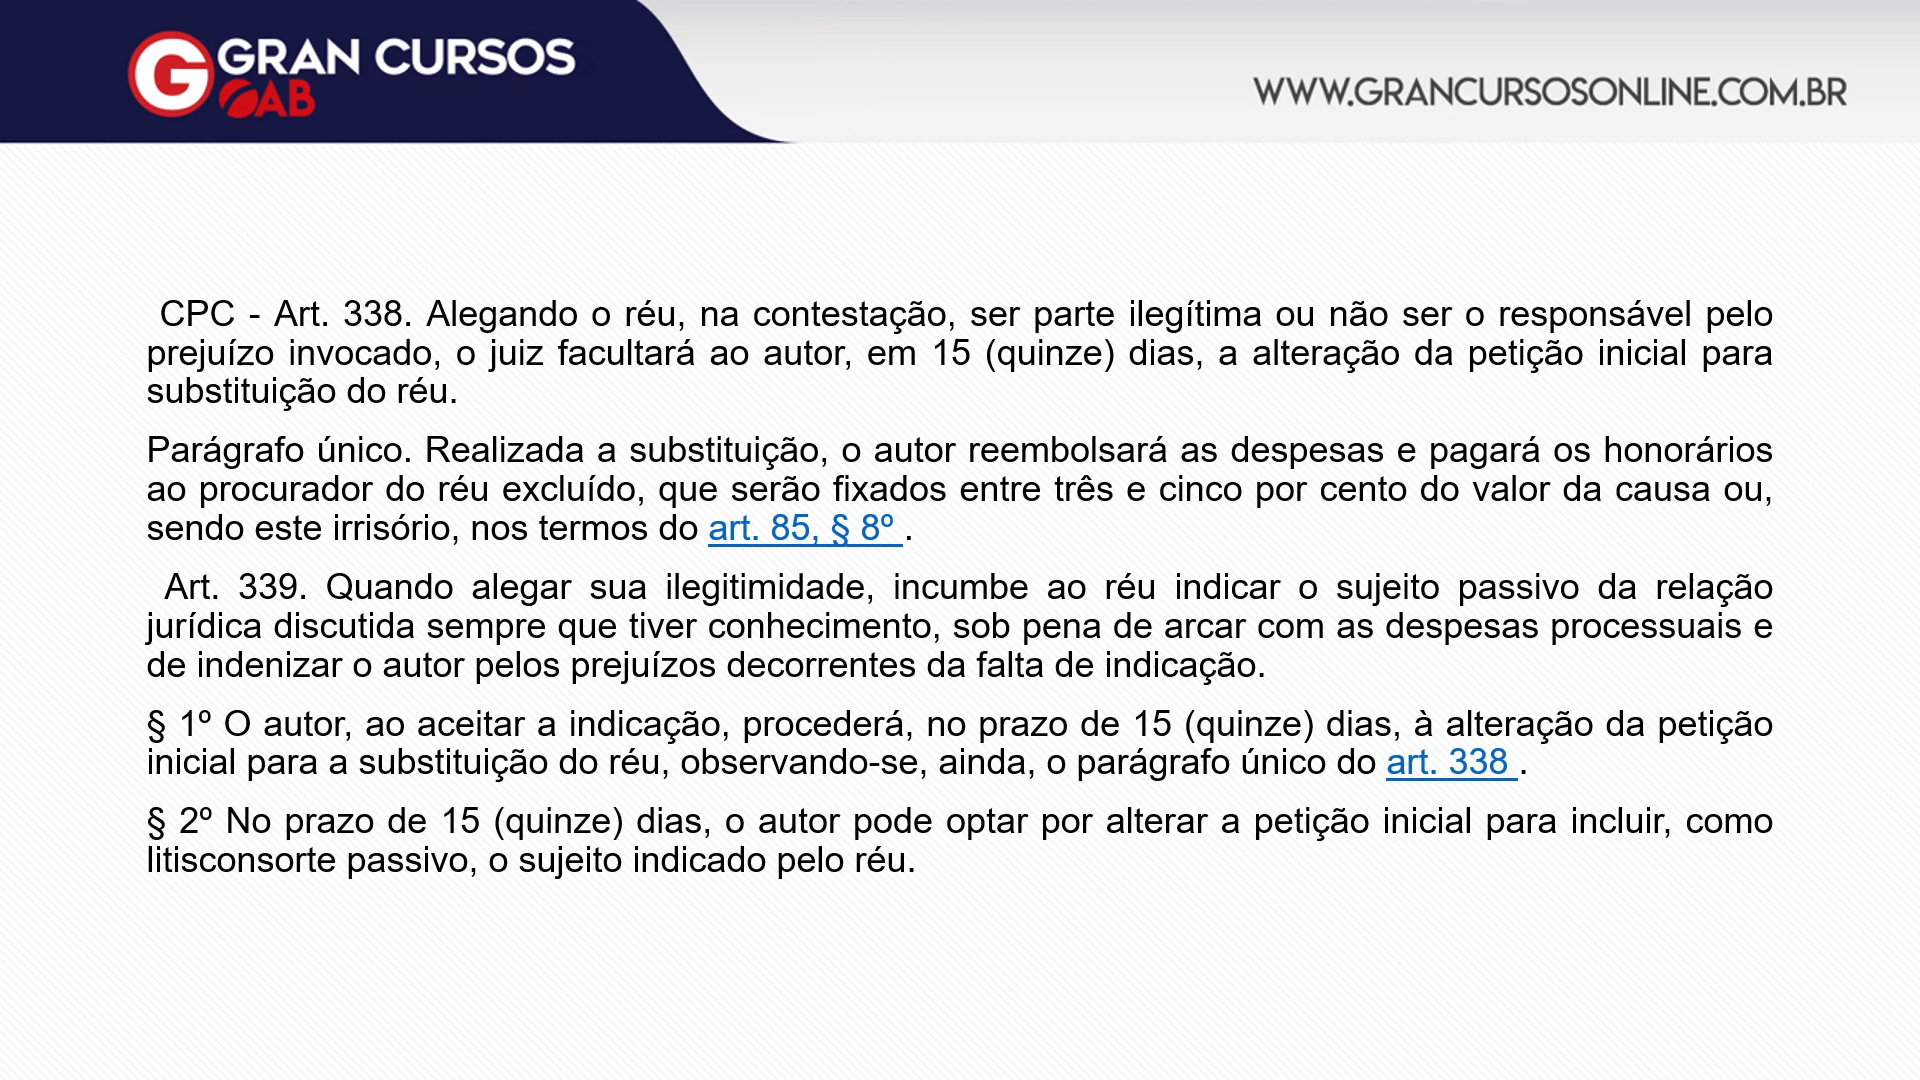 GRAN CURSOS
OAB
WWW.GRANCURSOSONLINE.COM.BR
CPC - Art. 338. Alegando o réu, na contestação, ser parte ilegítima ou não ser o responsável pelo
prejuízo invocado, o juiz facultará ao autor, em 15 (quinze) dias, a alteração da petição inicial para
substituição do réu.
Parágrafo único. Realizada a substituição, o autor reembolsará as despesas e pagará os honorários
ao procurador do réu excluído, que serão fixados entre três e cinco por cento do valor da causa ou,
sendo este irrisório, nos termos do art. 85, § 8º .
Art. 339. Quando alegar sua ilegitimidade, incumbe ao réu indicar o sujeito passivo da relação
jurídica discutida sempre que tiver conhecimento, sob pena de arcar com as despesas processuais e
de indenizar o autor pelos prejuízos decorrentes da falta de indicação.
§ 1º O autor, ao aceitar a indicação, procederá, no prazo de 15 (quinze) dias, à alteração da petição
inicial para a substituição do réu, observando-se, ainda, o parágrafo único do art. 338 .
§ 2º No prazo de 15 (quinze) dias, o autor pode optar por alterar a petição inicial para incluir, como
litisconsorte passivo, o sujeito indicado pelo réu.